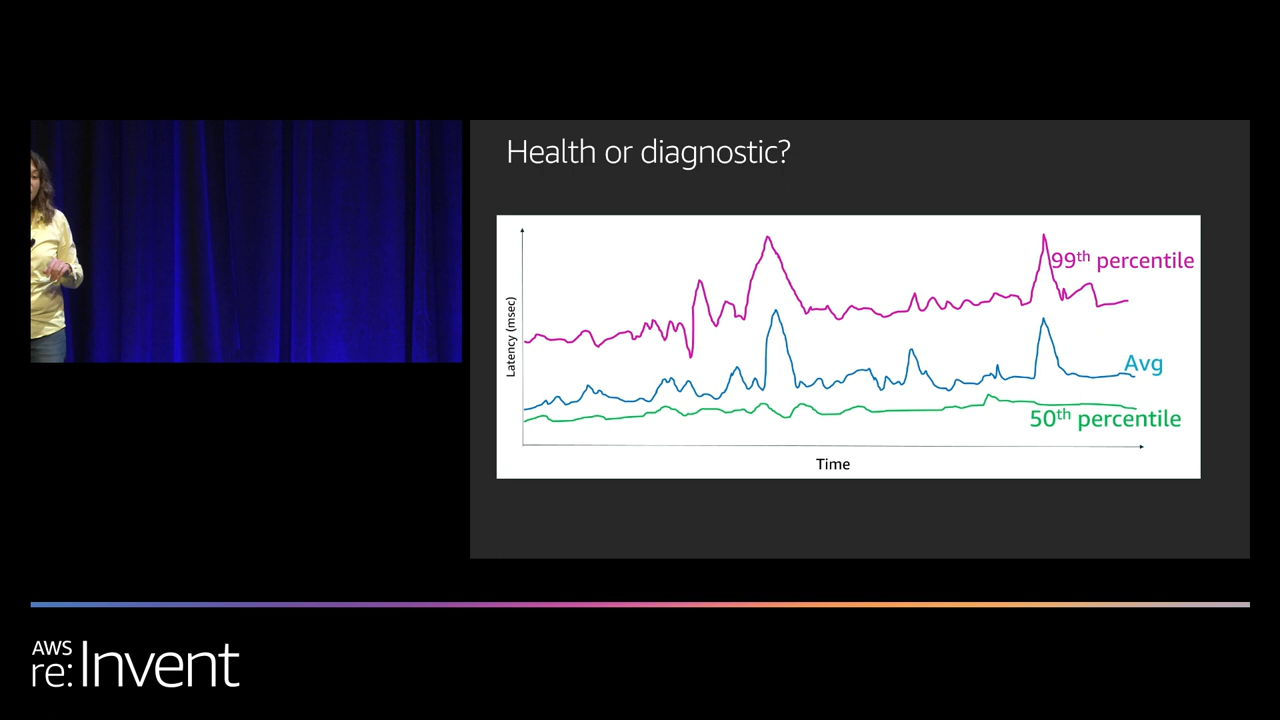 Health or diagnostic?
99th percentile
Latency (msec)
Avg
50th percentile
Time
AWS
re:Invent